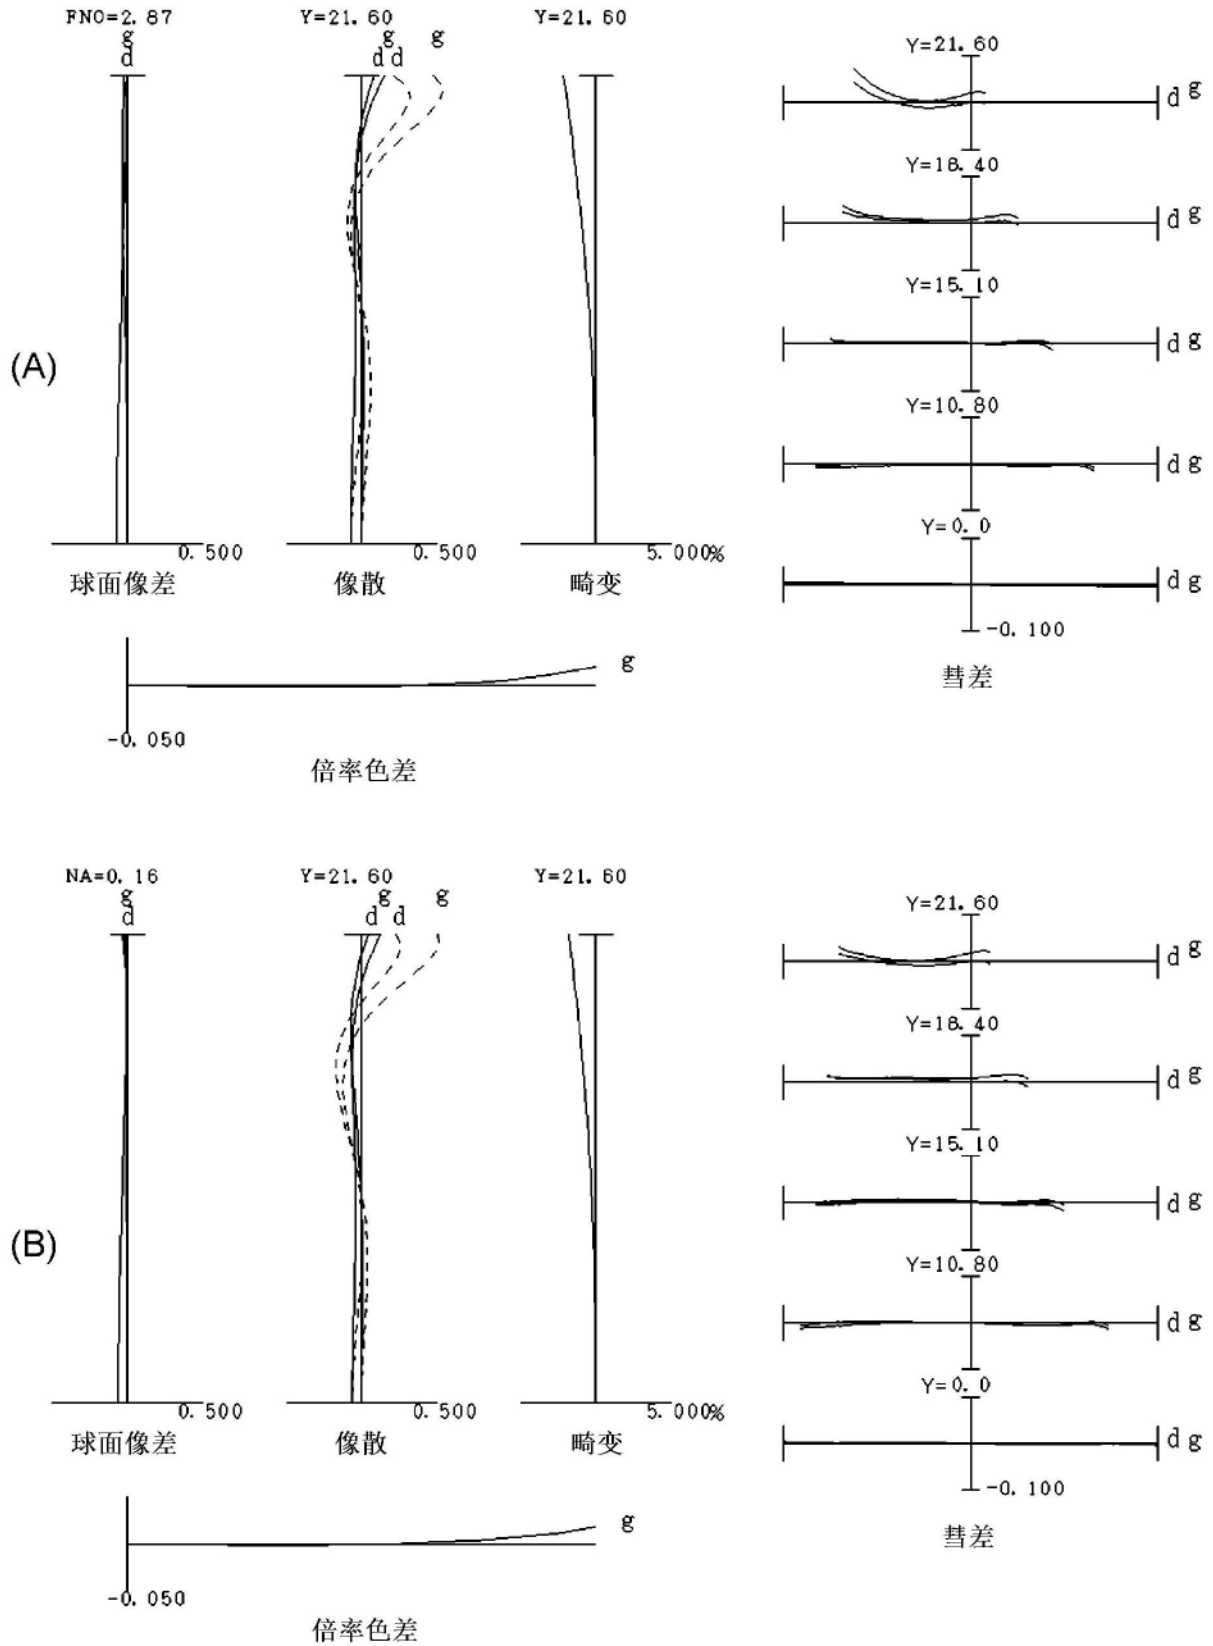 (A)
FNO=2.87
g
d
0.500
球面像差
Y=21.60
g g
d d
0.500
像散
Y=21.60
5.000%
畸变
g
-0.050
倍率色差
Y=21.60
d g
Y=18.40
d g
Y=15.10
d g
Y=10.80
d g
Y=0.0
d g
-0.100
彗差
(B)
NA=0.16
g
d
0.500
球面像差
Y=21.60
g g
d d
0.500
像散
Y=21.60
5.000%
畸变
g
-0.050
倍率色差
Y=21.60
d g
Y=18.40
d g
Y=15.10
d g
Y=10.80
d g
Y=0.0
d g
-0.100
彗差